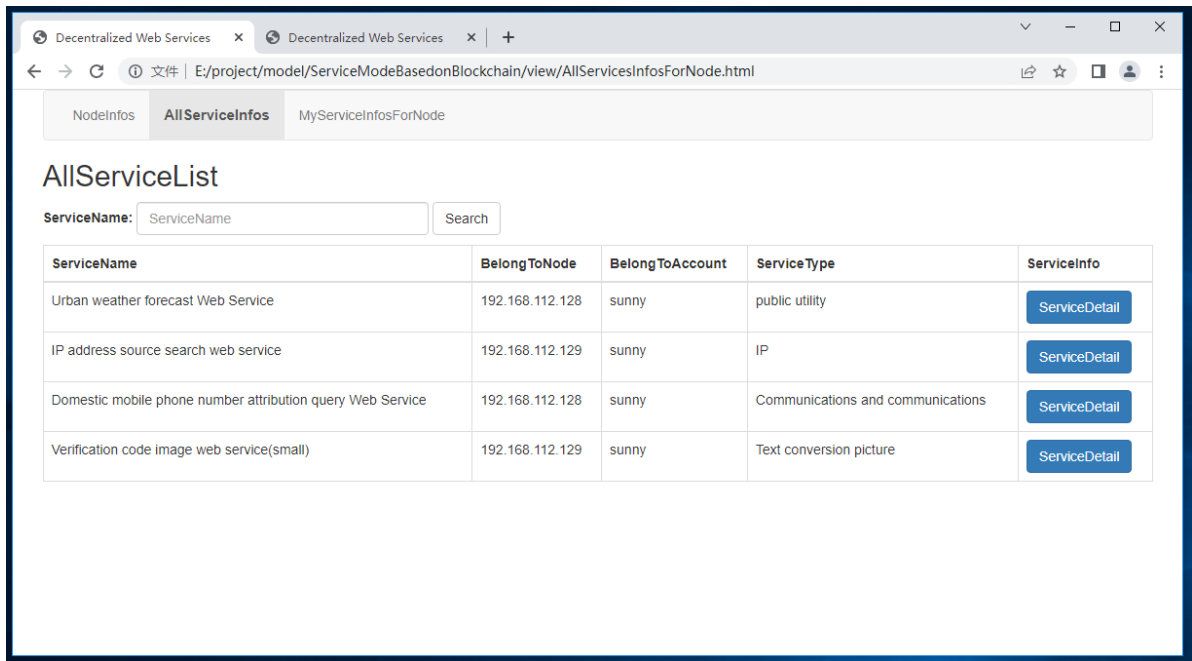 Decentralized Web Services Decentralized Web Services
文件 E:/project/model/ServiceModeBasedonBlockchain/view/AllServicesInfosForNode.html
NodeInfos AllServiceInfos MyServiceInfosForNode
AllServiceList
ServiceName: ServiceName Search
ServiceName BelongToNode BelongToAccount ServiceType ServiceInfo
Urban weather forecast Web Service 192.168.112.128 sunny public utility ServiceDetail
IP address source search web service 192.168.112.129 sunny IP ServiceDetail
Domestic mobile phone number attribution query Web Service 192.168.112.128 sunny Communications and communications ServiceDetail
Verification code image web service(small) 192.168.112.129 sunny Text conversion picture ServiceDetail